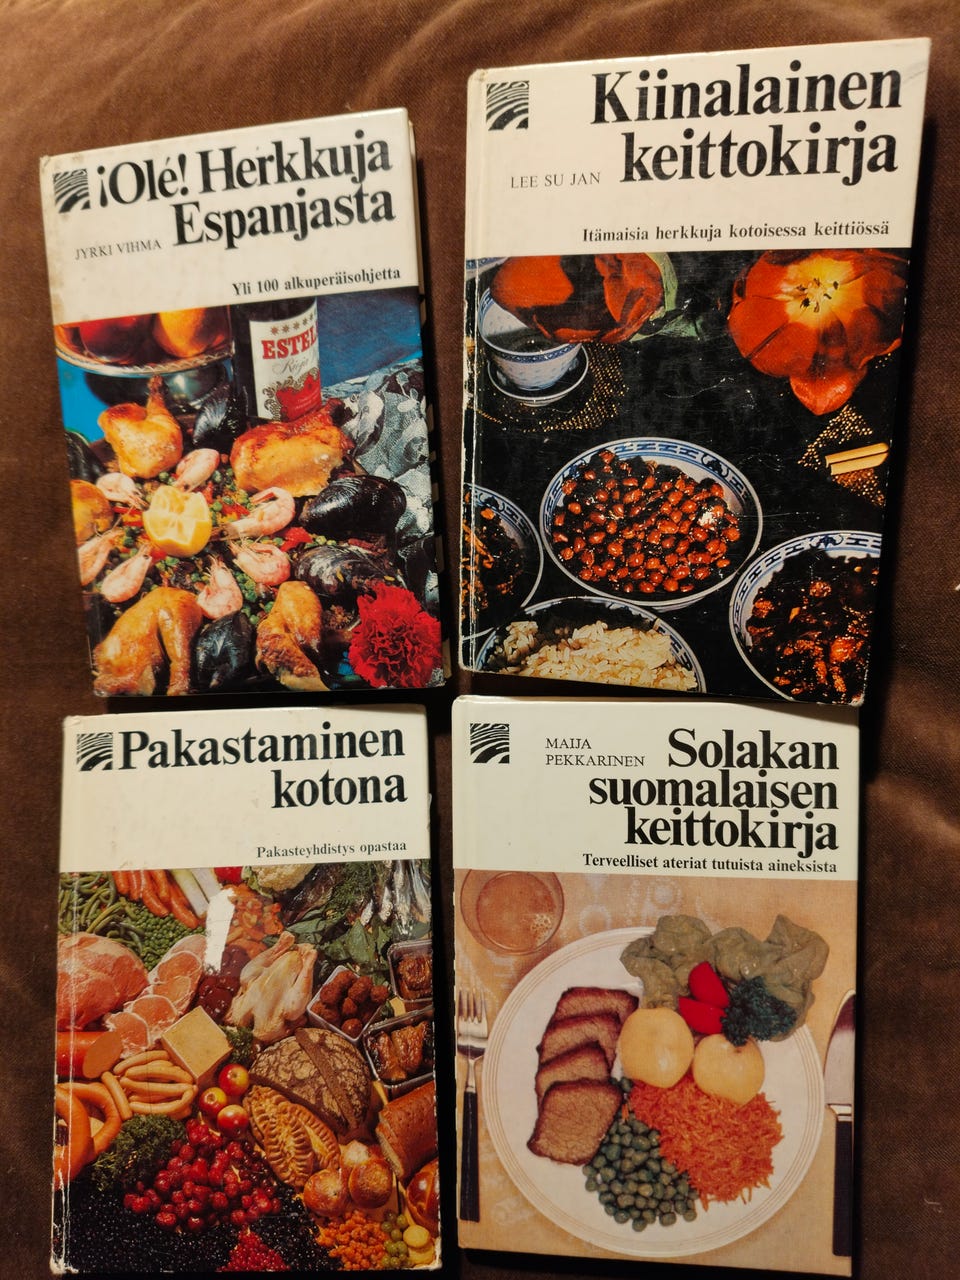 ¡Olé! Herkkuja
Espanjasta
JYRKI VIHMA
Yli 100 alkuperäisohjetta
ESTEL
Rioja
Kiinalainen
keittokirja
LEE SU JAN
Itämaisia herkkuja kotoisessa keittiössä
Pakastaminen
kotona
Pakasteyhdistys opastaa
MAIJA
PEKKARINEN
Solakan
suomalaisen
keittokirja
Terveelliset ateriat tutuista aineksista